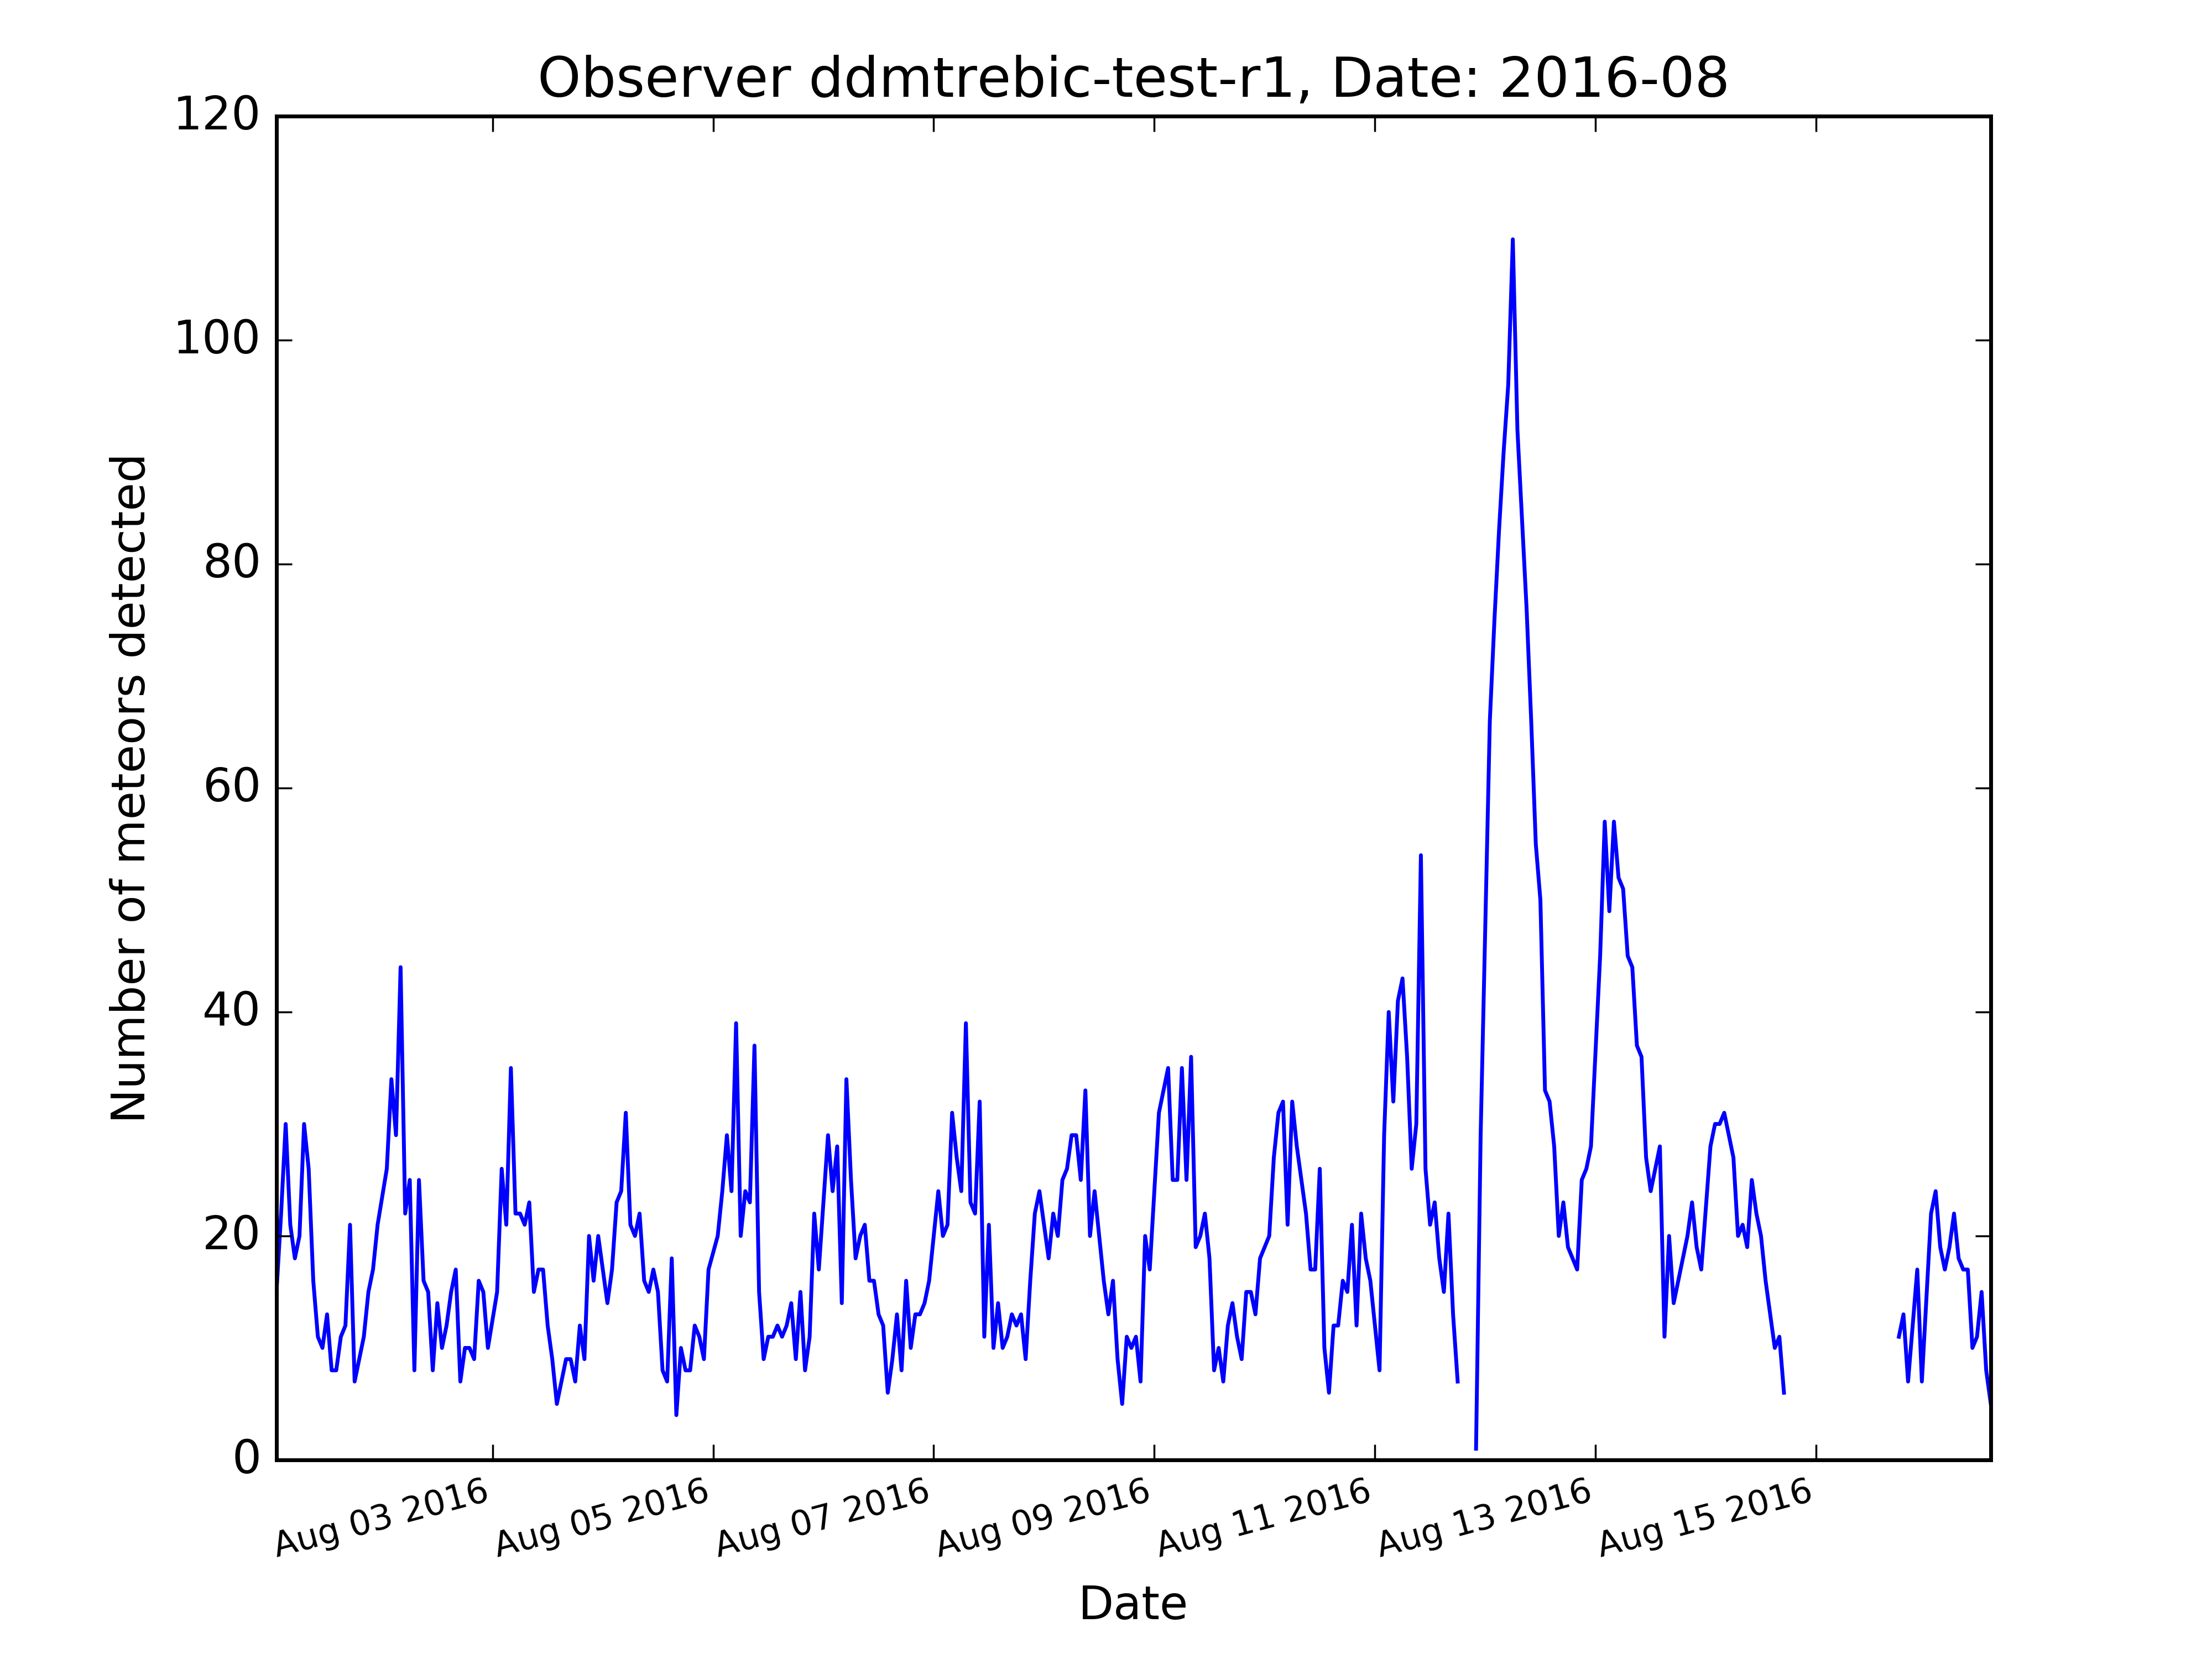 Observer ddmtrebic-test-r1, Date: 2016-08
120
100
80
60
40
20
0
Number of meteors detected
Aug 03 2016
Aug 05 2016
Aug 07 2016
Aug 09 2016
Aug 11 2016
Aug 13 2016
Aug 15 2016
Date